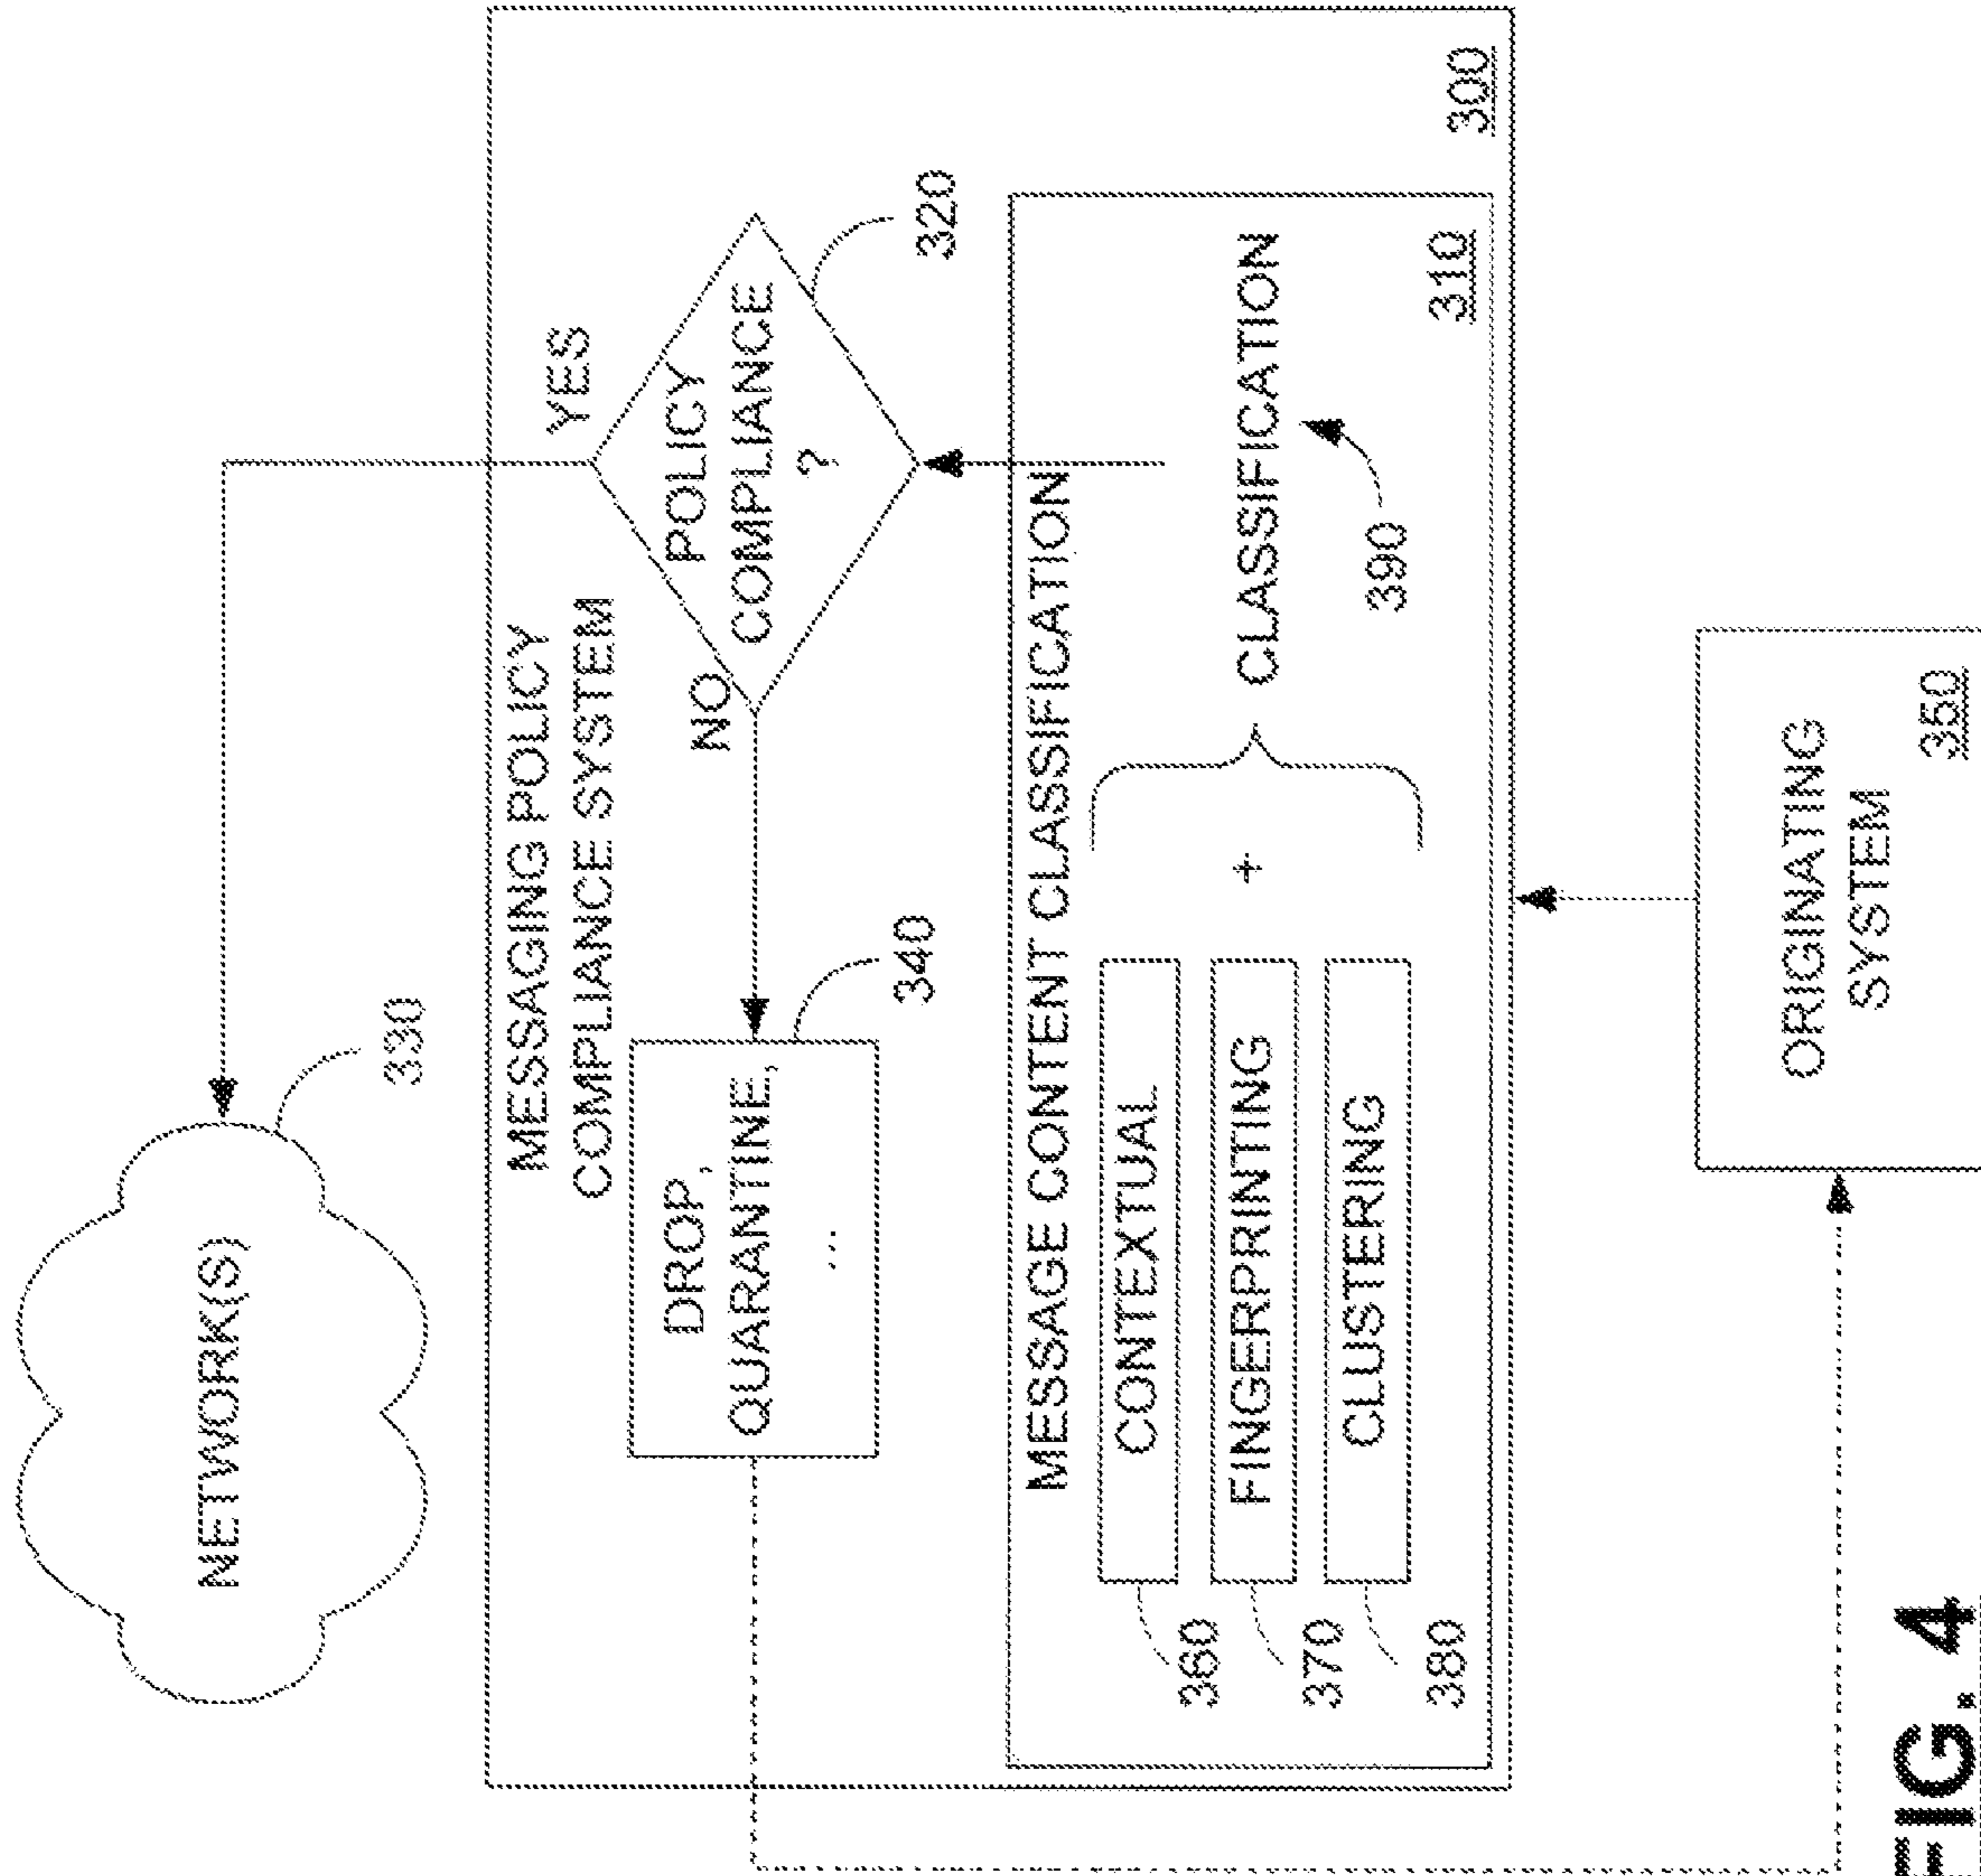 NETWORK(S)
330
MESSAGING POLICY
COMPLIANCE SYSTEM
YES
DROP,
QUARANTINE,
...
340
NO
POLICY
COMPLIANCE
?
320
MESSAGE CONTENT CLASSIFICATION
CONTEXTUAL
FINGERPRINTING
CLUSTERING
360
370
380
+
CLASSIFICATION
390
310
300
ORIGINATING
SYSTEM
350
FIG. 4